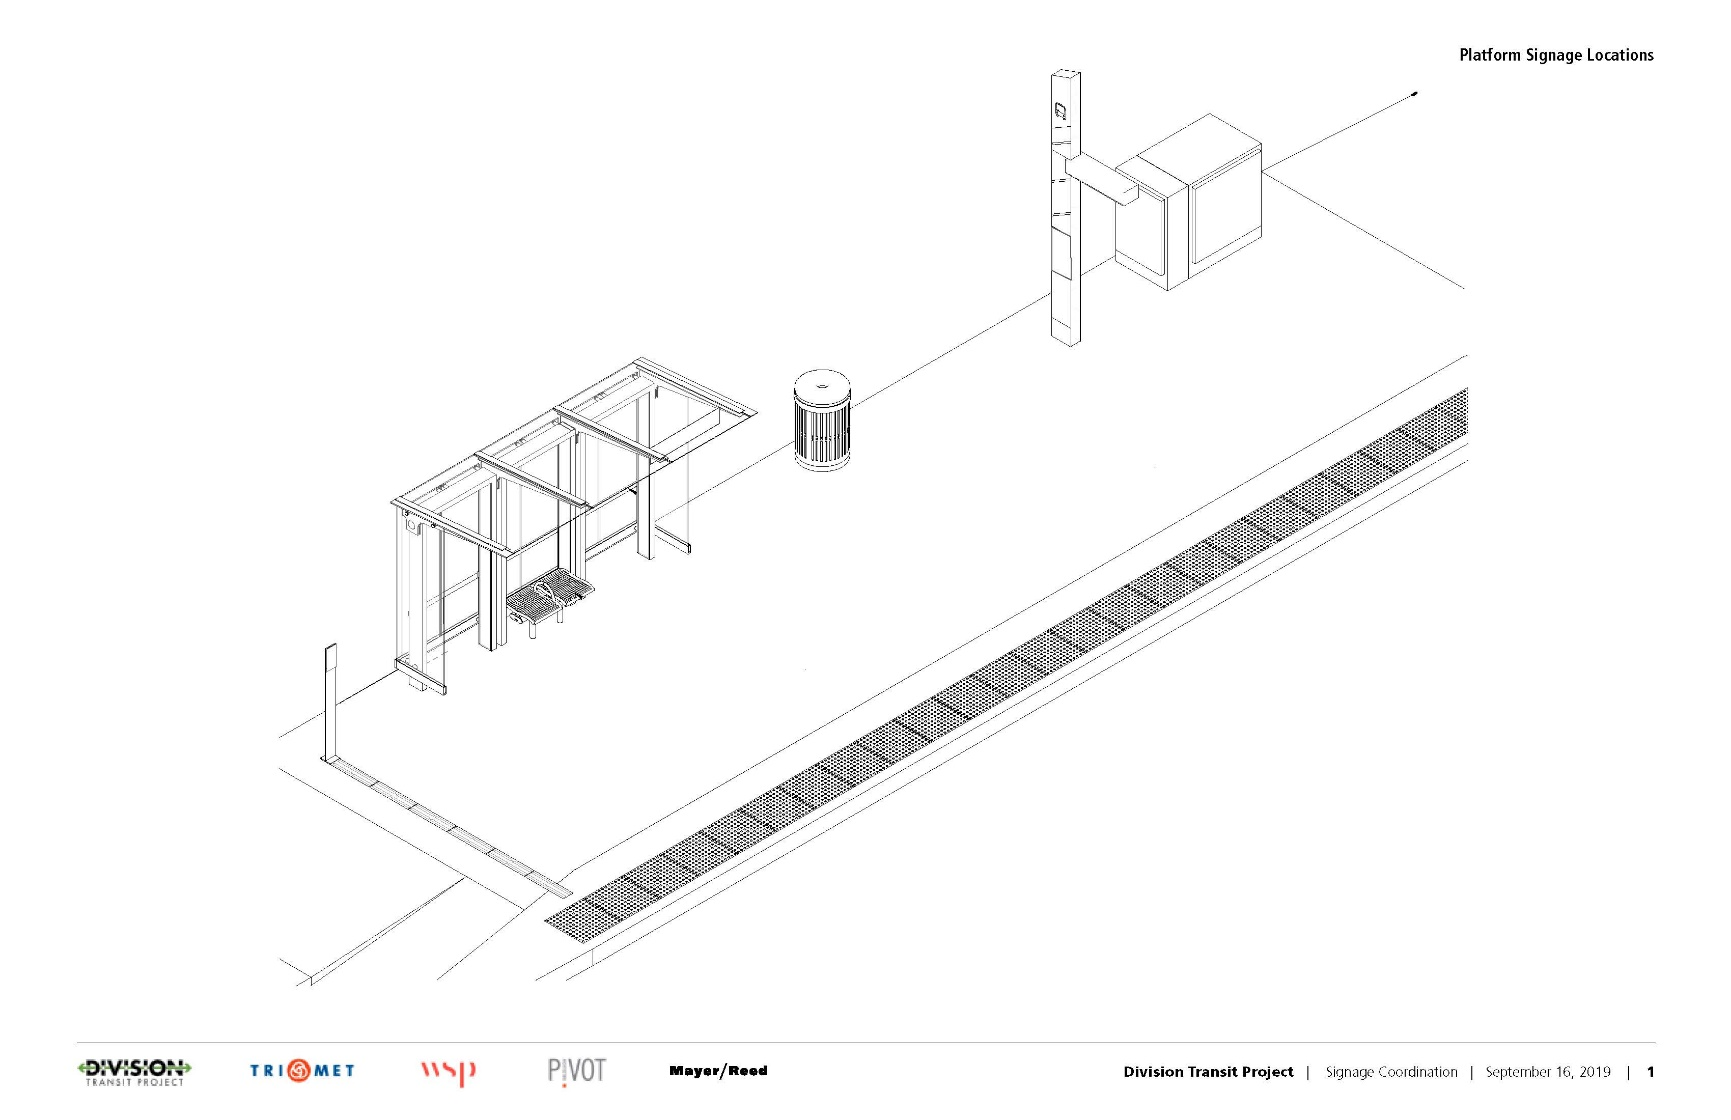 Platform Signage Locations
DIVISION
TRANSIT PROJECT
TRIMET
wsp
PIVOT
Mayer/Reed
Division Transit Project | Signage Coordination | September 16, 2019 | 1